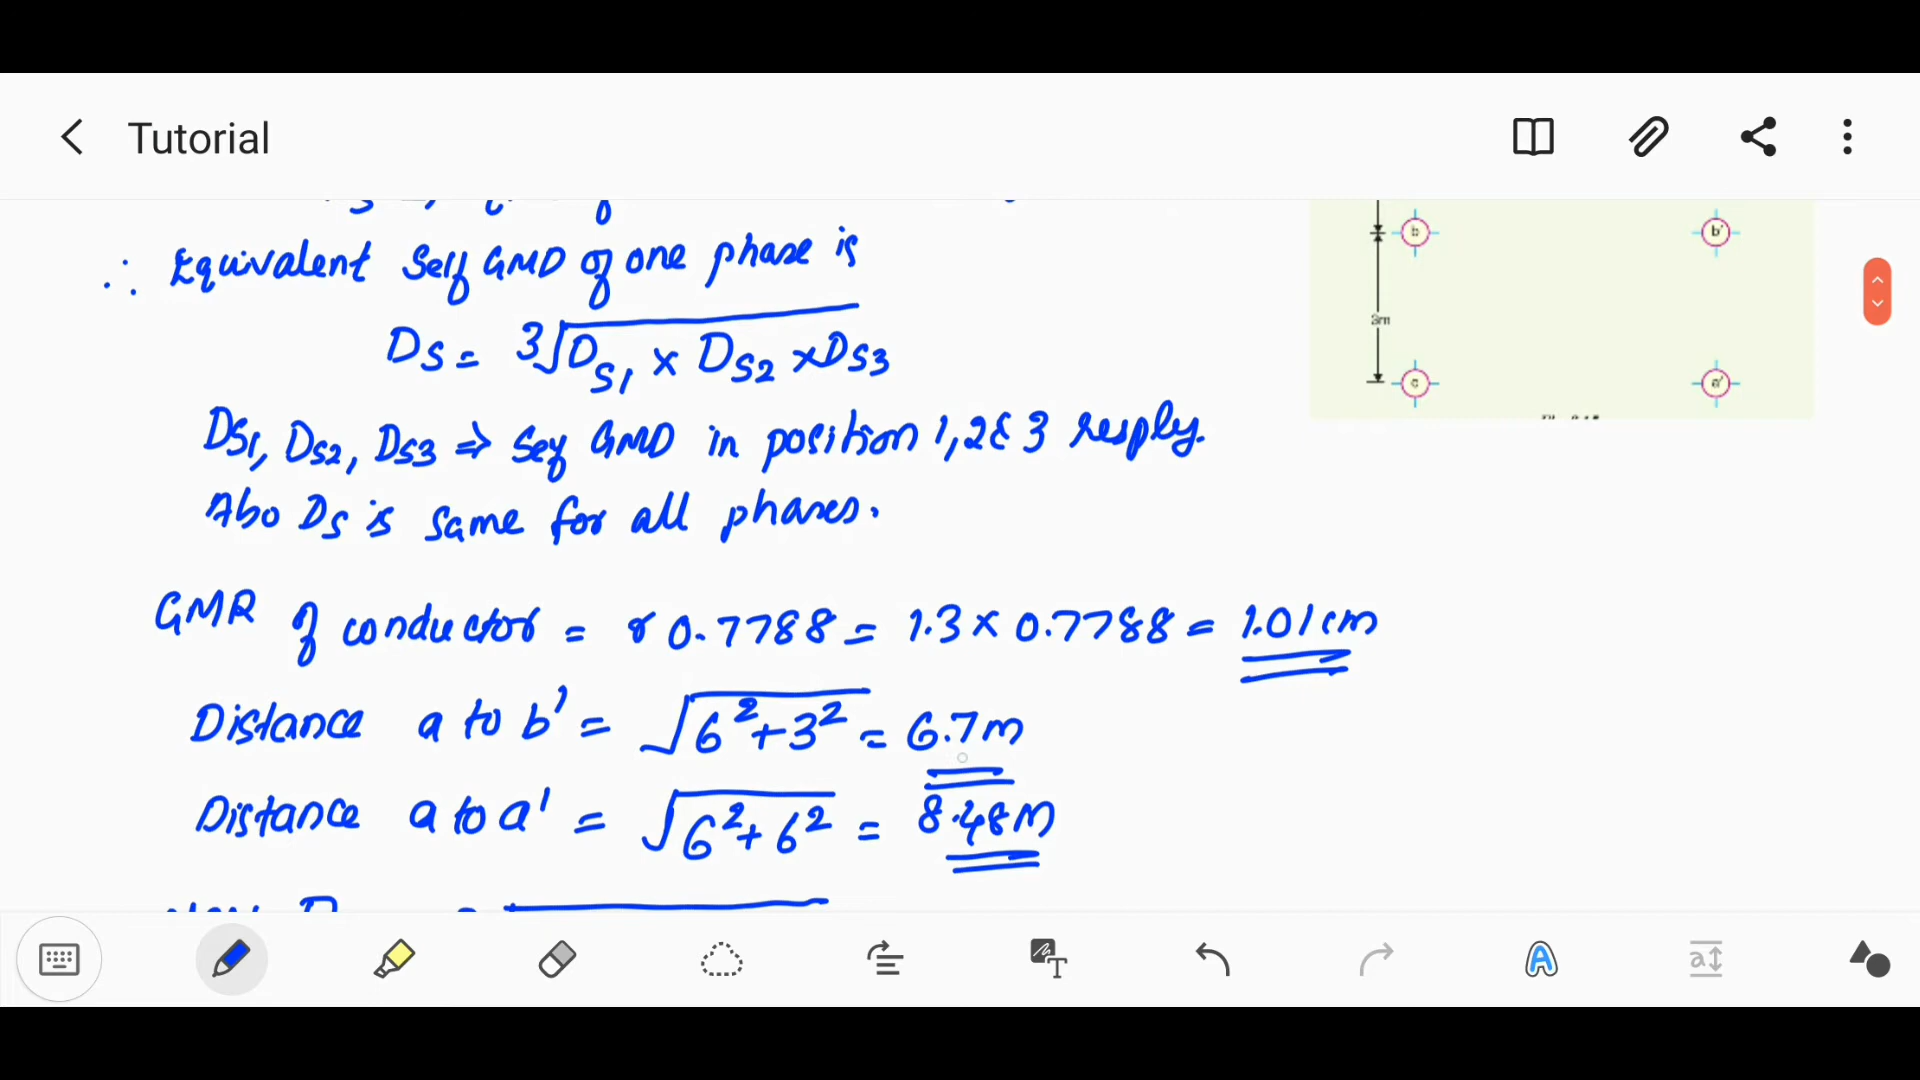 Tutorial
b b'
∴ Equivalent Self GMD of one phase is
Ds = 3√Ds1 × Ds2 × Ds3
3m
c a'
Ds1, Ds2, Ds3 ⇒ Self GMD in position 1, 2 & 3 resply.
Also Ds is same for all phases.
GMR of conductor = r 0.7788 = 1.3 × 0.7788 = 1.01 cm
Distance a to b' = √6²+3² = 6.7m
Distance a to a' = √6²+6² = 8.48m